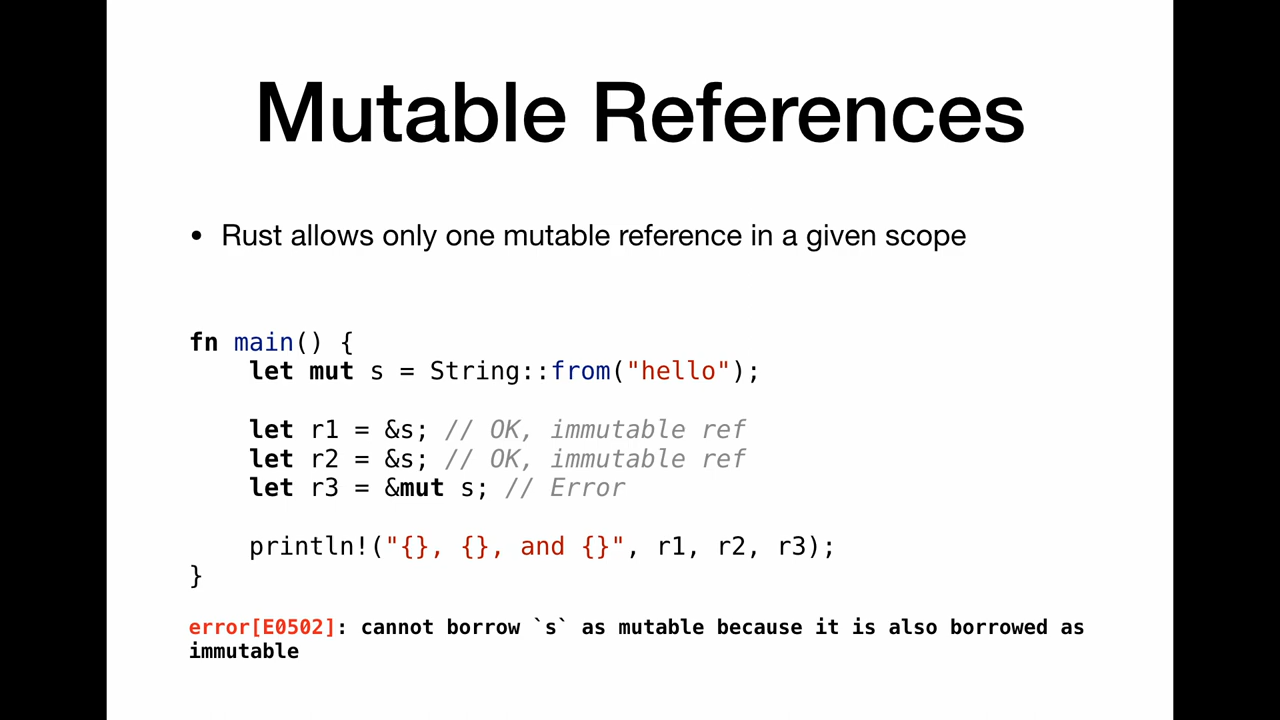 Mutable References
• Rust allows only one mutable reference in a given scope
fn main() {
    let mut s = String::from("hello");
    let r1 = &s; // OK, immutable ref
    let r2 = &s; // OK, immutable ref
    let r3 = &mut s; // Error
    println!("{}, {}, and {}", r1, r2, r3);
}
error[E0502]: cannot borrow `s` as mutable because it is also borrowed as
immutable